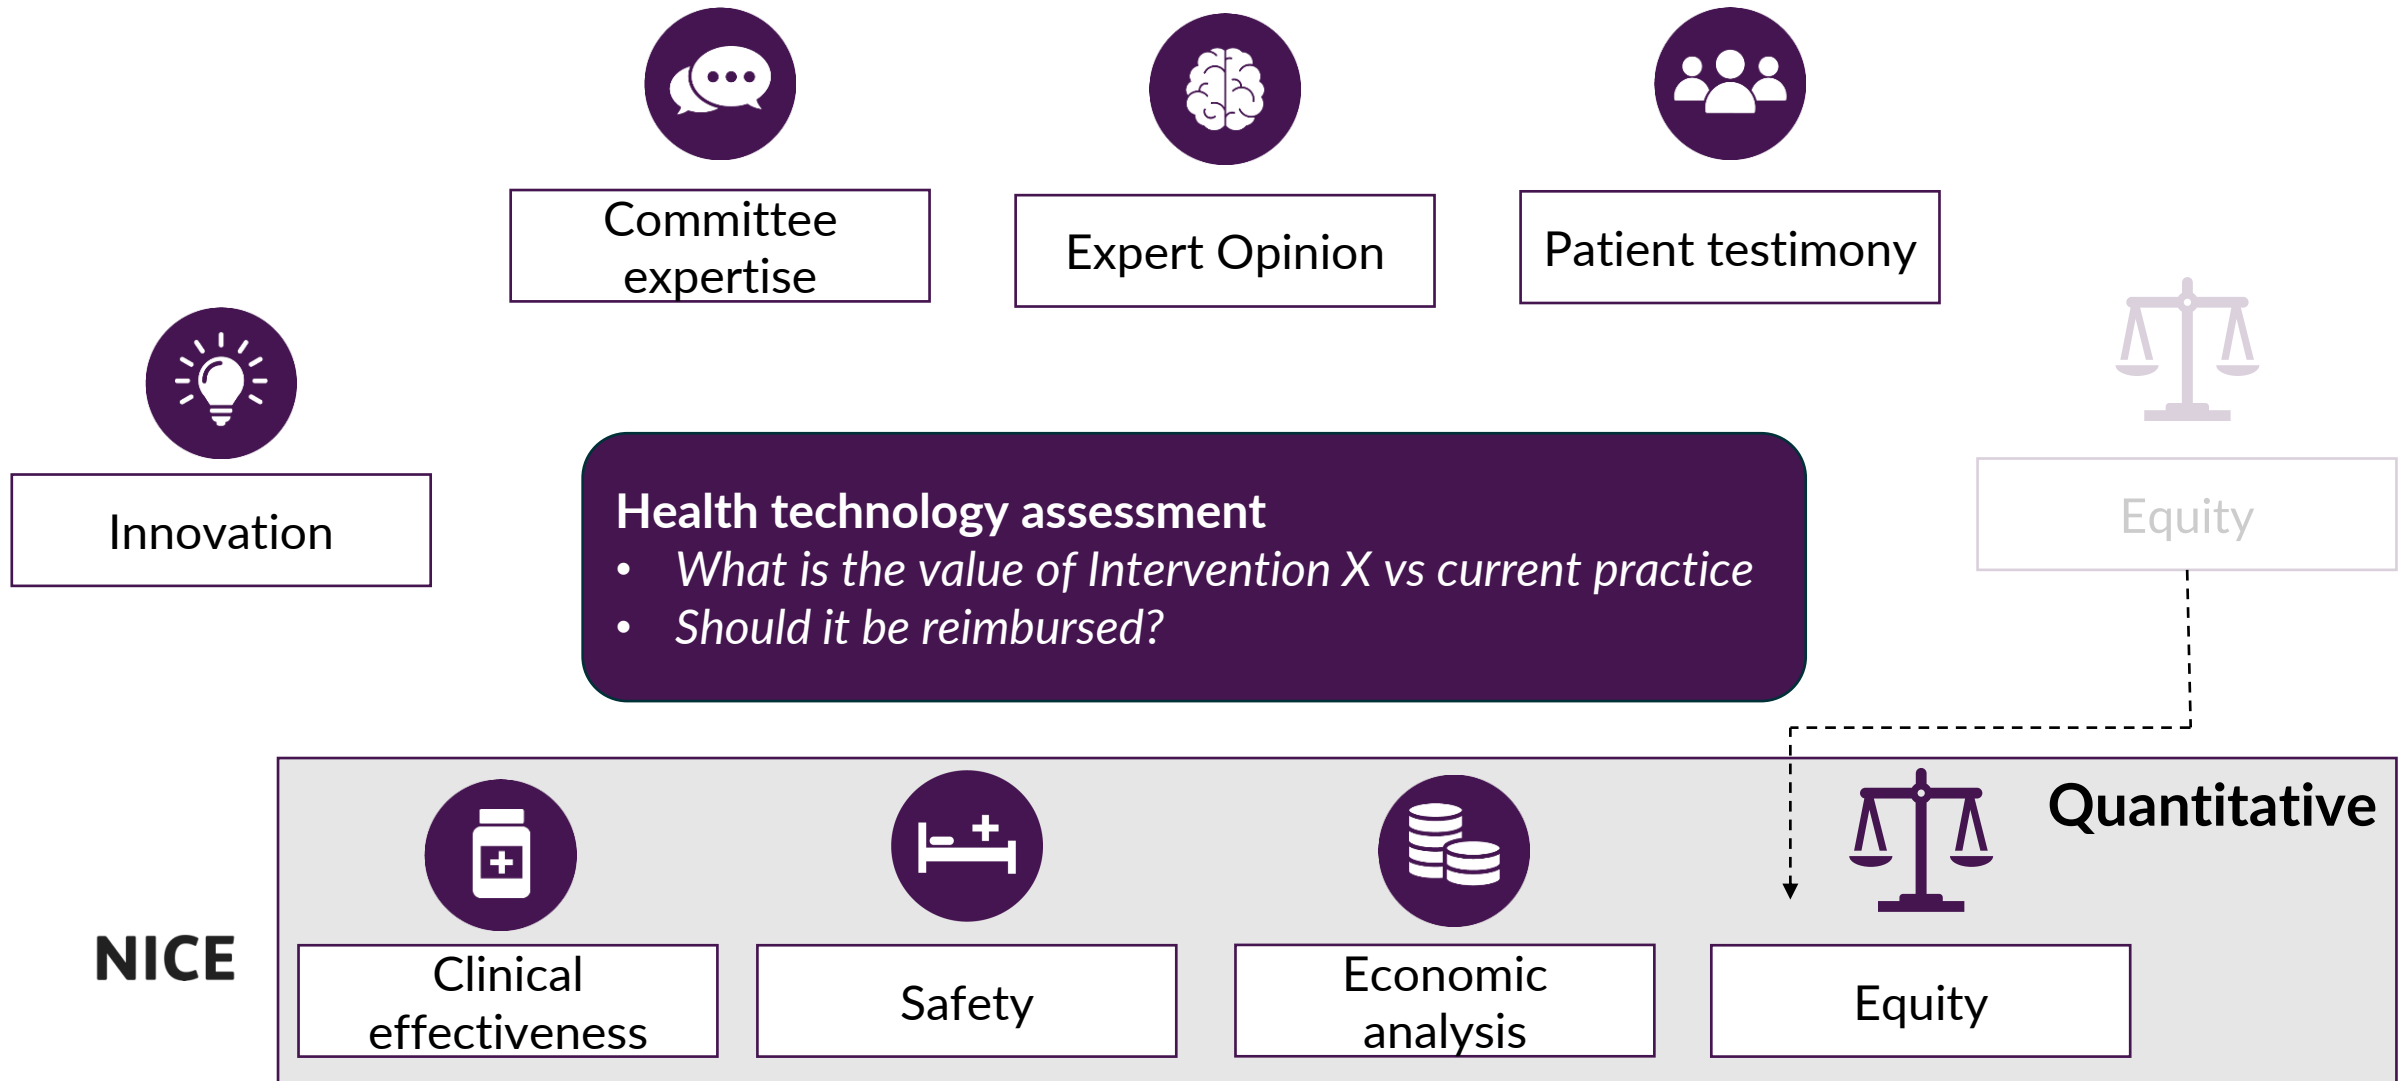 Committee
expertise
Expert Opinion
Patient testimony
Innovation
Equity
Health technology assessment
• What is the value of Intervention X vs current practice
• Should it be reimbursed?
Quantitative
NICE
Clinical
effectiveness
Safety
Economic
analysis
Equity